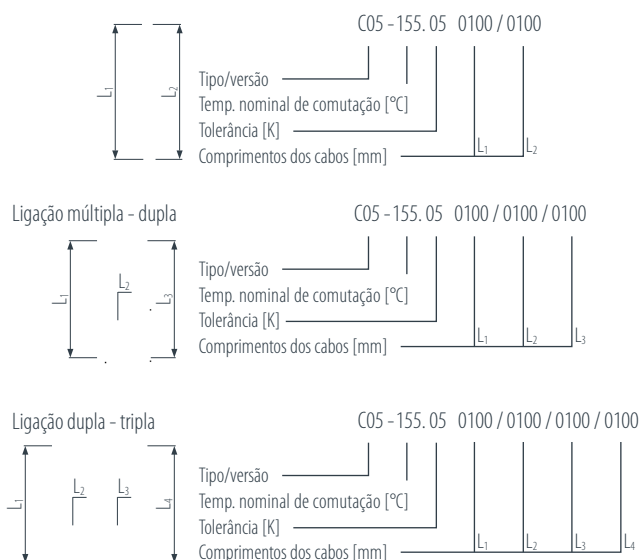 C05 - 155. 05 0100 / 0100
L1
L2
Tipo/versão
Temp. nominal de comutação [°C]
Tolerância [K]
Comprimentos dos cabos [mm]
L1
L2
Ligação múltipla - dupla
C05 - 155. 05 0100 / 0100 / 0100
L1
L2
L3
Tipo/versão
Temp. nominal de comutação [°C]
Tolerância [K]
Comprimentos dos cabos [mm]
L1
L2
L3
Ligação dupla - tripla
C05 - 155. 05 0100 / 0100 / 0100 / 0100
L1
L2
L3
L4
Tipo/versão
Temp. nominal de comutação [°C]
Tolerância [K]
Comprimentos dos cabos [mm]
L1
L2
L3
L4